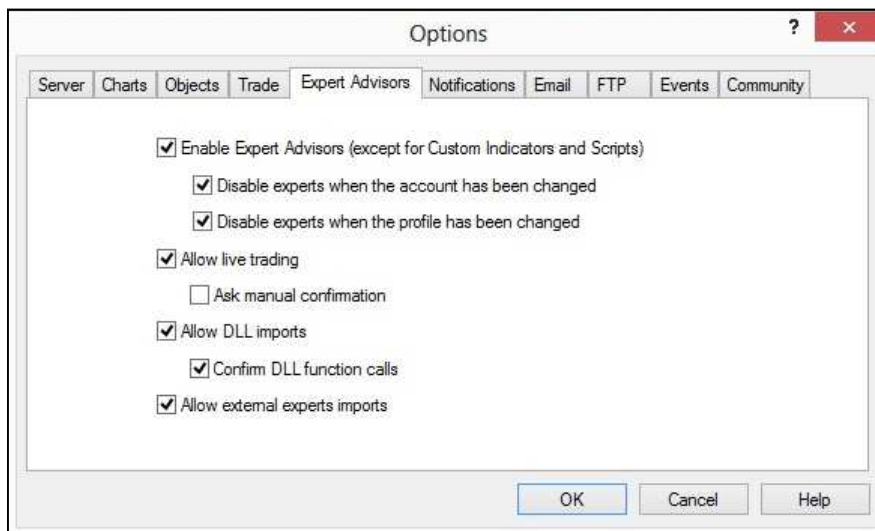 Options
?
Server Charts Objects Trade Expert Advisors Notifications Email FTP Events Community
Enable Expert Advisors (except for Custom Indicators and Scripts)
Disable experts when the account has been changed
Disable experts when the profile has been changed
Allow live trading
Ask manual confirmation
Allow DLL imports
Confirm DLL function calls
Allow external experts imports
OK Cancel Help